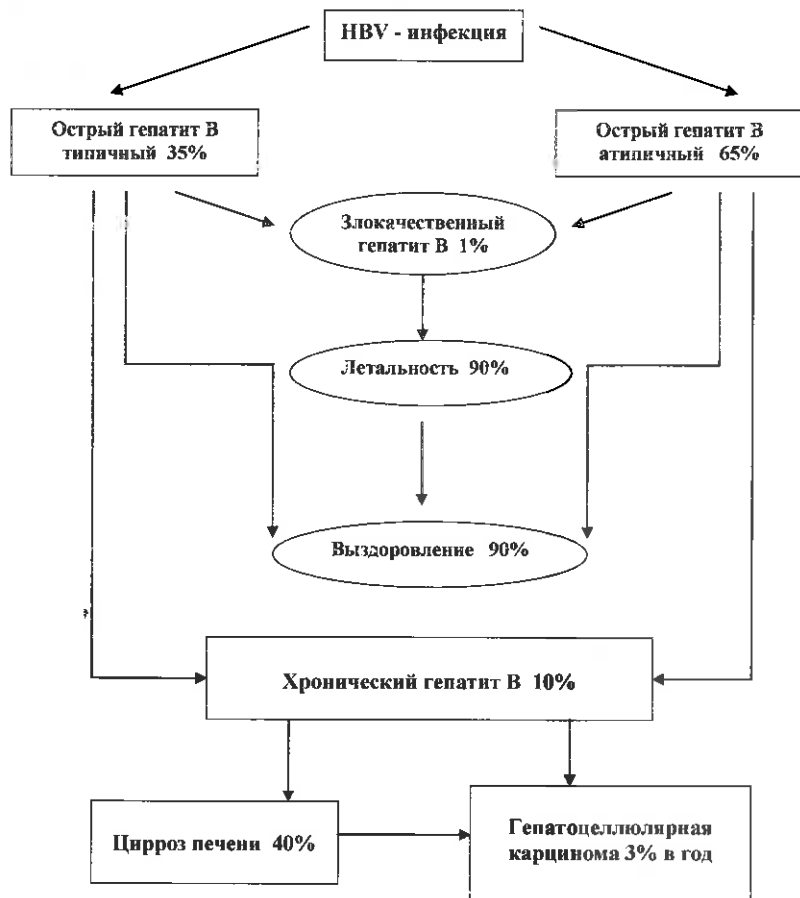 HBV - инфекция
Острый гепатит В
типичный 35%
Острый гепатит В
атипичный 65%
Злокачественный
гепатит В 1%
Летальность 90%
Выздоровление 90%
Хронический гепатит В 10%
Цирроз печени 40%
Гепатоцеллюлярная
карцинома 3% в год